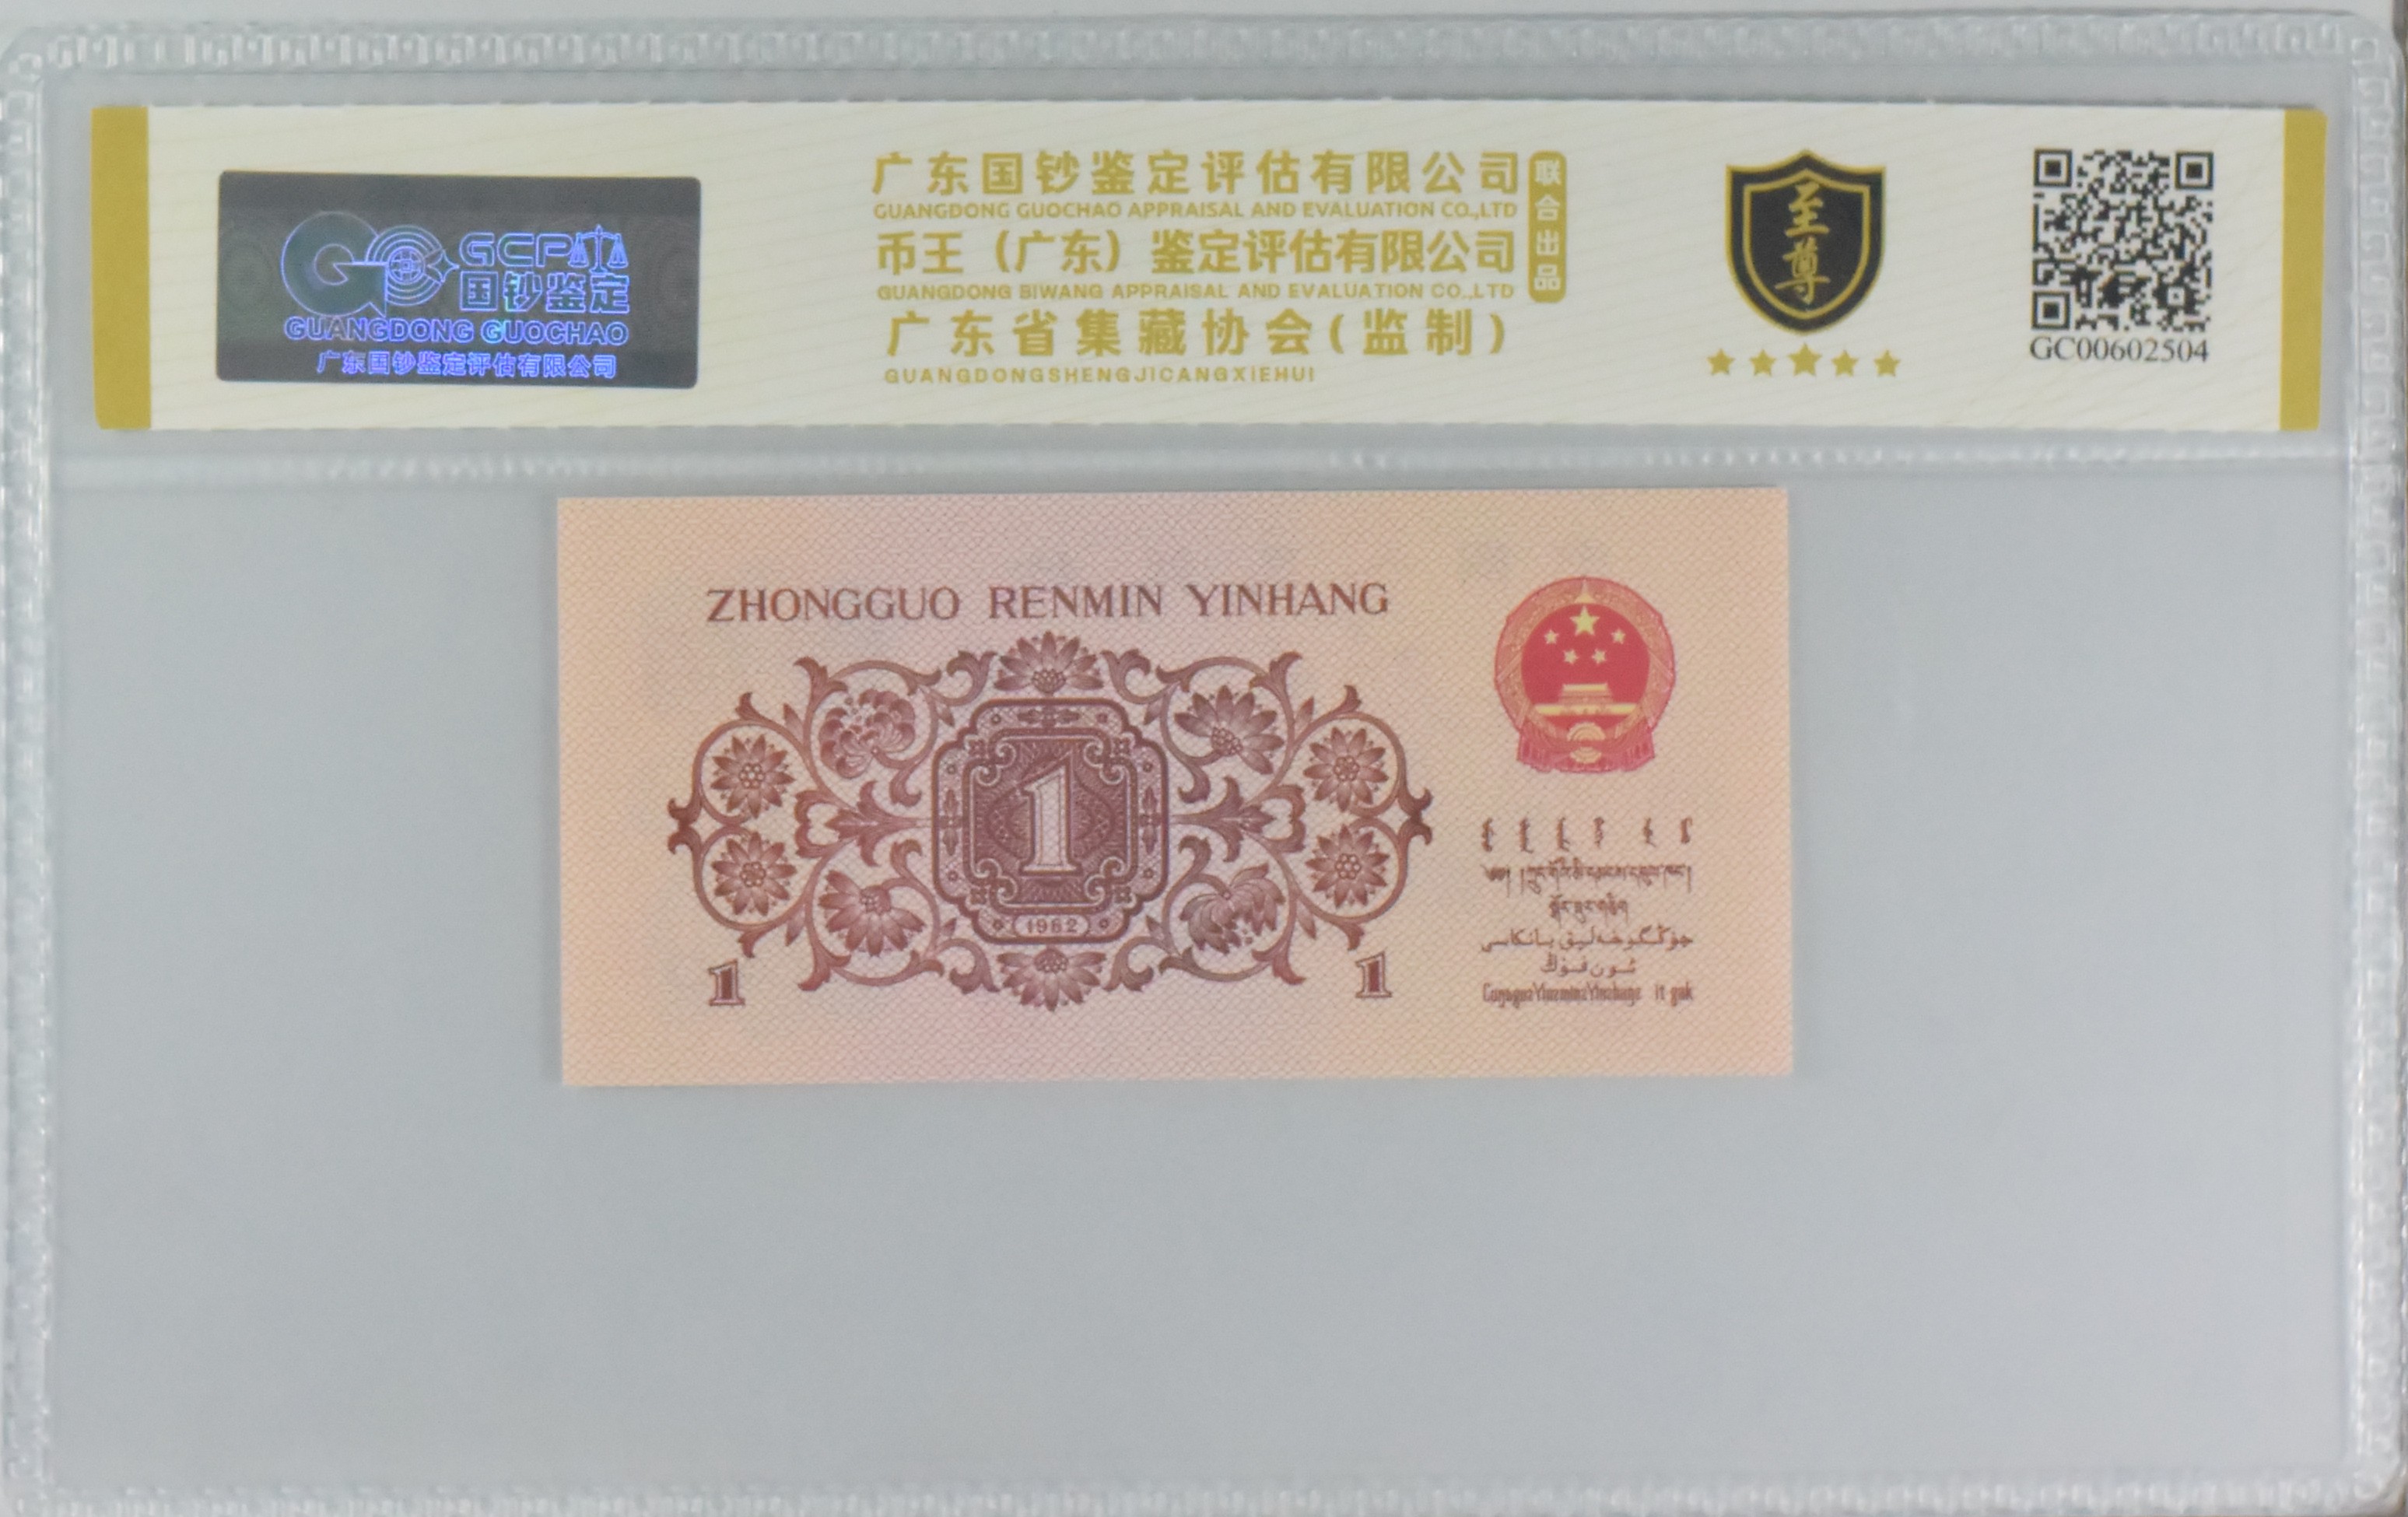 GCP
国钞鉴定
GUANGDONG GUOCHAO
广东国钞鉴定评估有限公司
广东国钞鉴定评估有限公司
GUANGDONG GUOCHAO APPRAISAL AND EVALUATION CO.,LTD
币王（广东）鉴定评估有限公司
GUANGDONG BIWANG APPRAISAL AND EVALUATION CO.,LTD
广东省集藏协会(监制)
GUANGDONGSHENGJICANGXIEHUI
联合出品
至尊
GC00602504
ZHONGGUO RENMIN YINHANG
1
1962
1
1